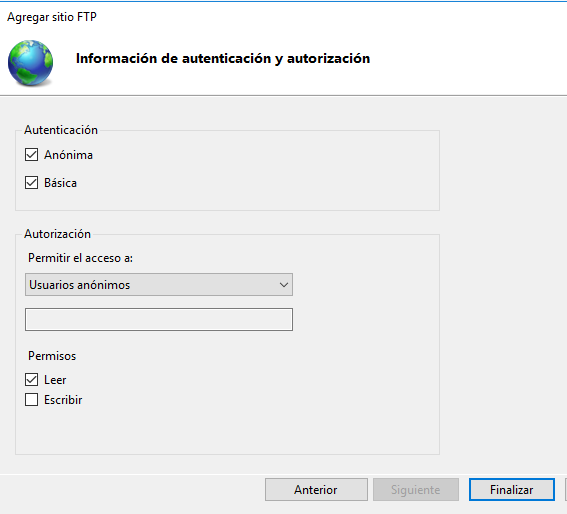 Agregar sitio FTP
Información de autenticación y autorización
Autenticación
Anónima
Básica
Autorización
Permitir el acceso a:
Usuarios anónimos
Permisos
Leer
Escribir
Anterior
Siguiente
Finalizar